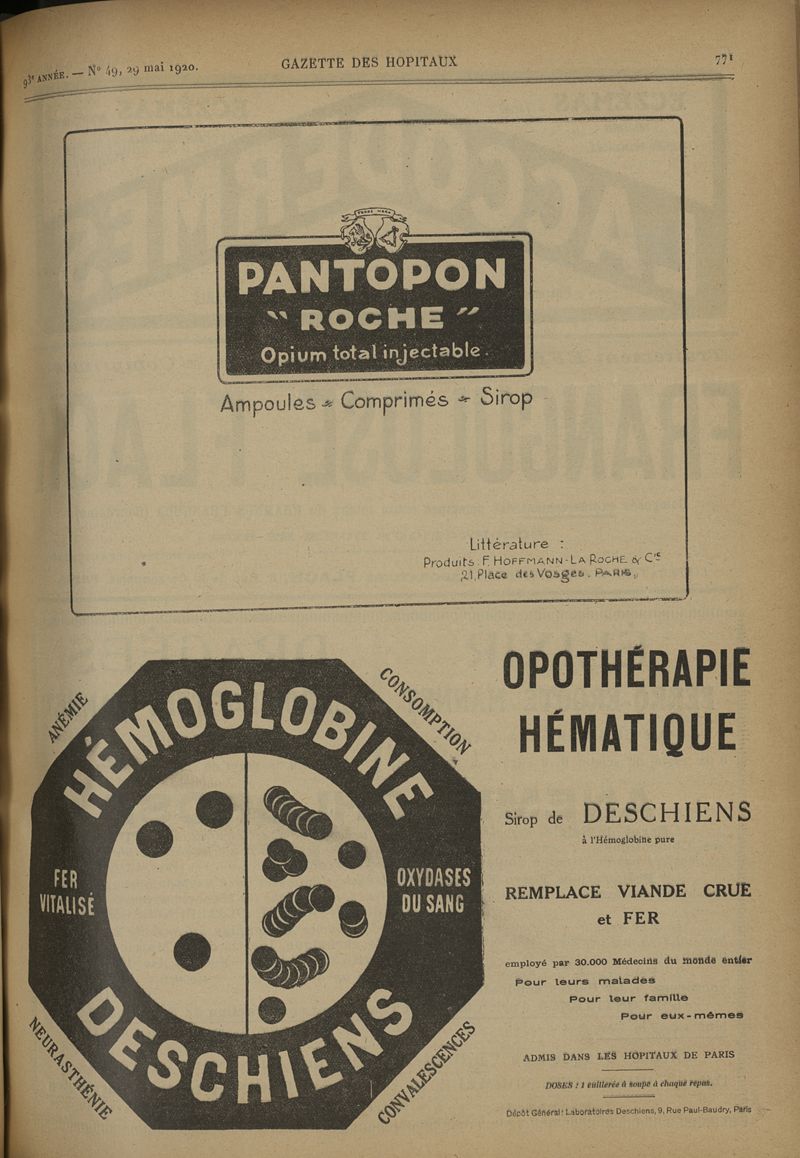 93e ANNÉE. — N° 49, 29 mai 1920.
GAZETTE DES HOPITAUX
771
PANTOPON
"ROCHE"
Opium total injectable.
Ampoules - Comprimés - Sirop
Littérature :
Produits. F. HOFFMANN-LA ROCHE & Cie
21, Place des Vosges. PARIS.
ANÉMIE
CONSOMPTION
HÉMOGLOBINE
FER
VITALISÉ
OXYDASES
DU SANG
DESCHIENS
NEURASTHÉNIE
CONVALESCENCES
OPOTHÉRAPIE
HÉMATIQUE
Sirop de DESCHIENS
à l'Hémoglobine pure
REMPLACE VIANDE CRUE
et FER
employé par 30.000 Médecins du monde entier
Pour leurs malades
Pour leur famille
Pour eux-mêmes
ADMIS DANS LES HÔPITAUX DE PARIS
DOSES : 1 cuillerée à soupe à chaque repas.
Dépôt Général : Laboratoires Deschiens, 9, Rue Paul-Baudry, Paris